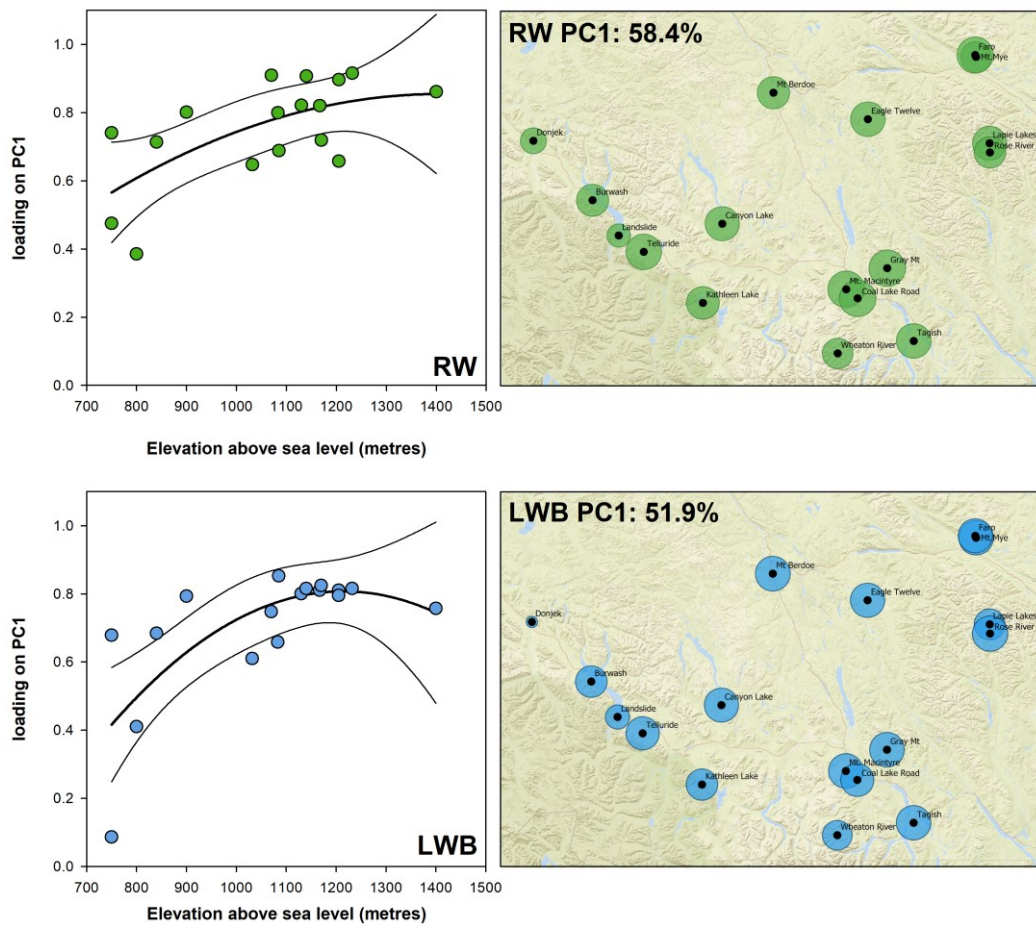 1.0
0.8
0.6
0.4
0.2
0.0
loading on PC1
RW
700 800 900 1000 1100 1200 1300 1400 1500
Elevation above sea level (metres)
RW PC1: 58.4%
Faro
Mt Mye
Mt Berdoe
Eagle Twelve
Donjek
Lapie Lakes
Rose River
Burwash
Canyon Lake
Landslide
Telluride
Gray Mt
Mt. Macintyre
Coal Lake Road
Kathleen Lake
Tagish
Wheaton River
1.0
0.8
0.6
0.4
0.2
0.0
loading on PC1
LWB
700 800 900 1000 1100 1200 1300 1400 1500
Elevation above sea level (metres)
LWB PC1: 51.9%
Faro
Mt Mye
Mt Berdoe
Eagle Twelve
Donjek
Lapie Lakes
Rose River
Burwash
Canyon Lake
Landslide
Telluride
Gray Mt
Mt. Macintyre
Coal Lake Road
Kathleen Lake
Tagish
Wheaton River